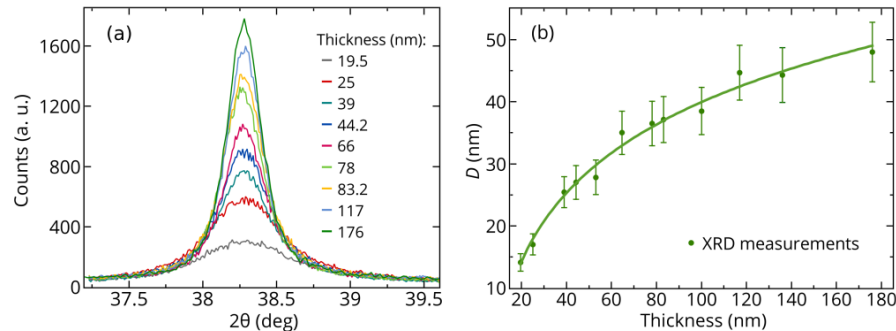 (a)
Thickness (nm):
19.5
25
39
44.2
66
78
83.2
117
176
1600
1200
800
400
0
Counts (a. u.)
37.5 38 38.5 39 39.5
2θ (deg)
(b)
50
40
30
20
10
D (nm)
XRD measurements
20 40 60 80 100 120 140 160 180
Thickness (nm)